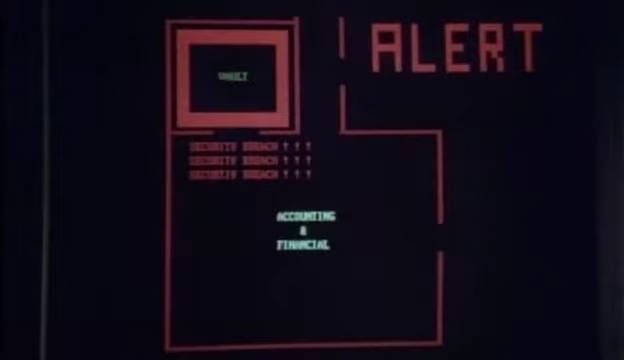 ALERT
VAULT
SECURITY BREACH ! ! !
SECURITY BREACH ! ! !
SECURITY BREACH ! ! !
ACCOUNTING
&
FINANCIAL